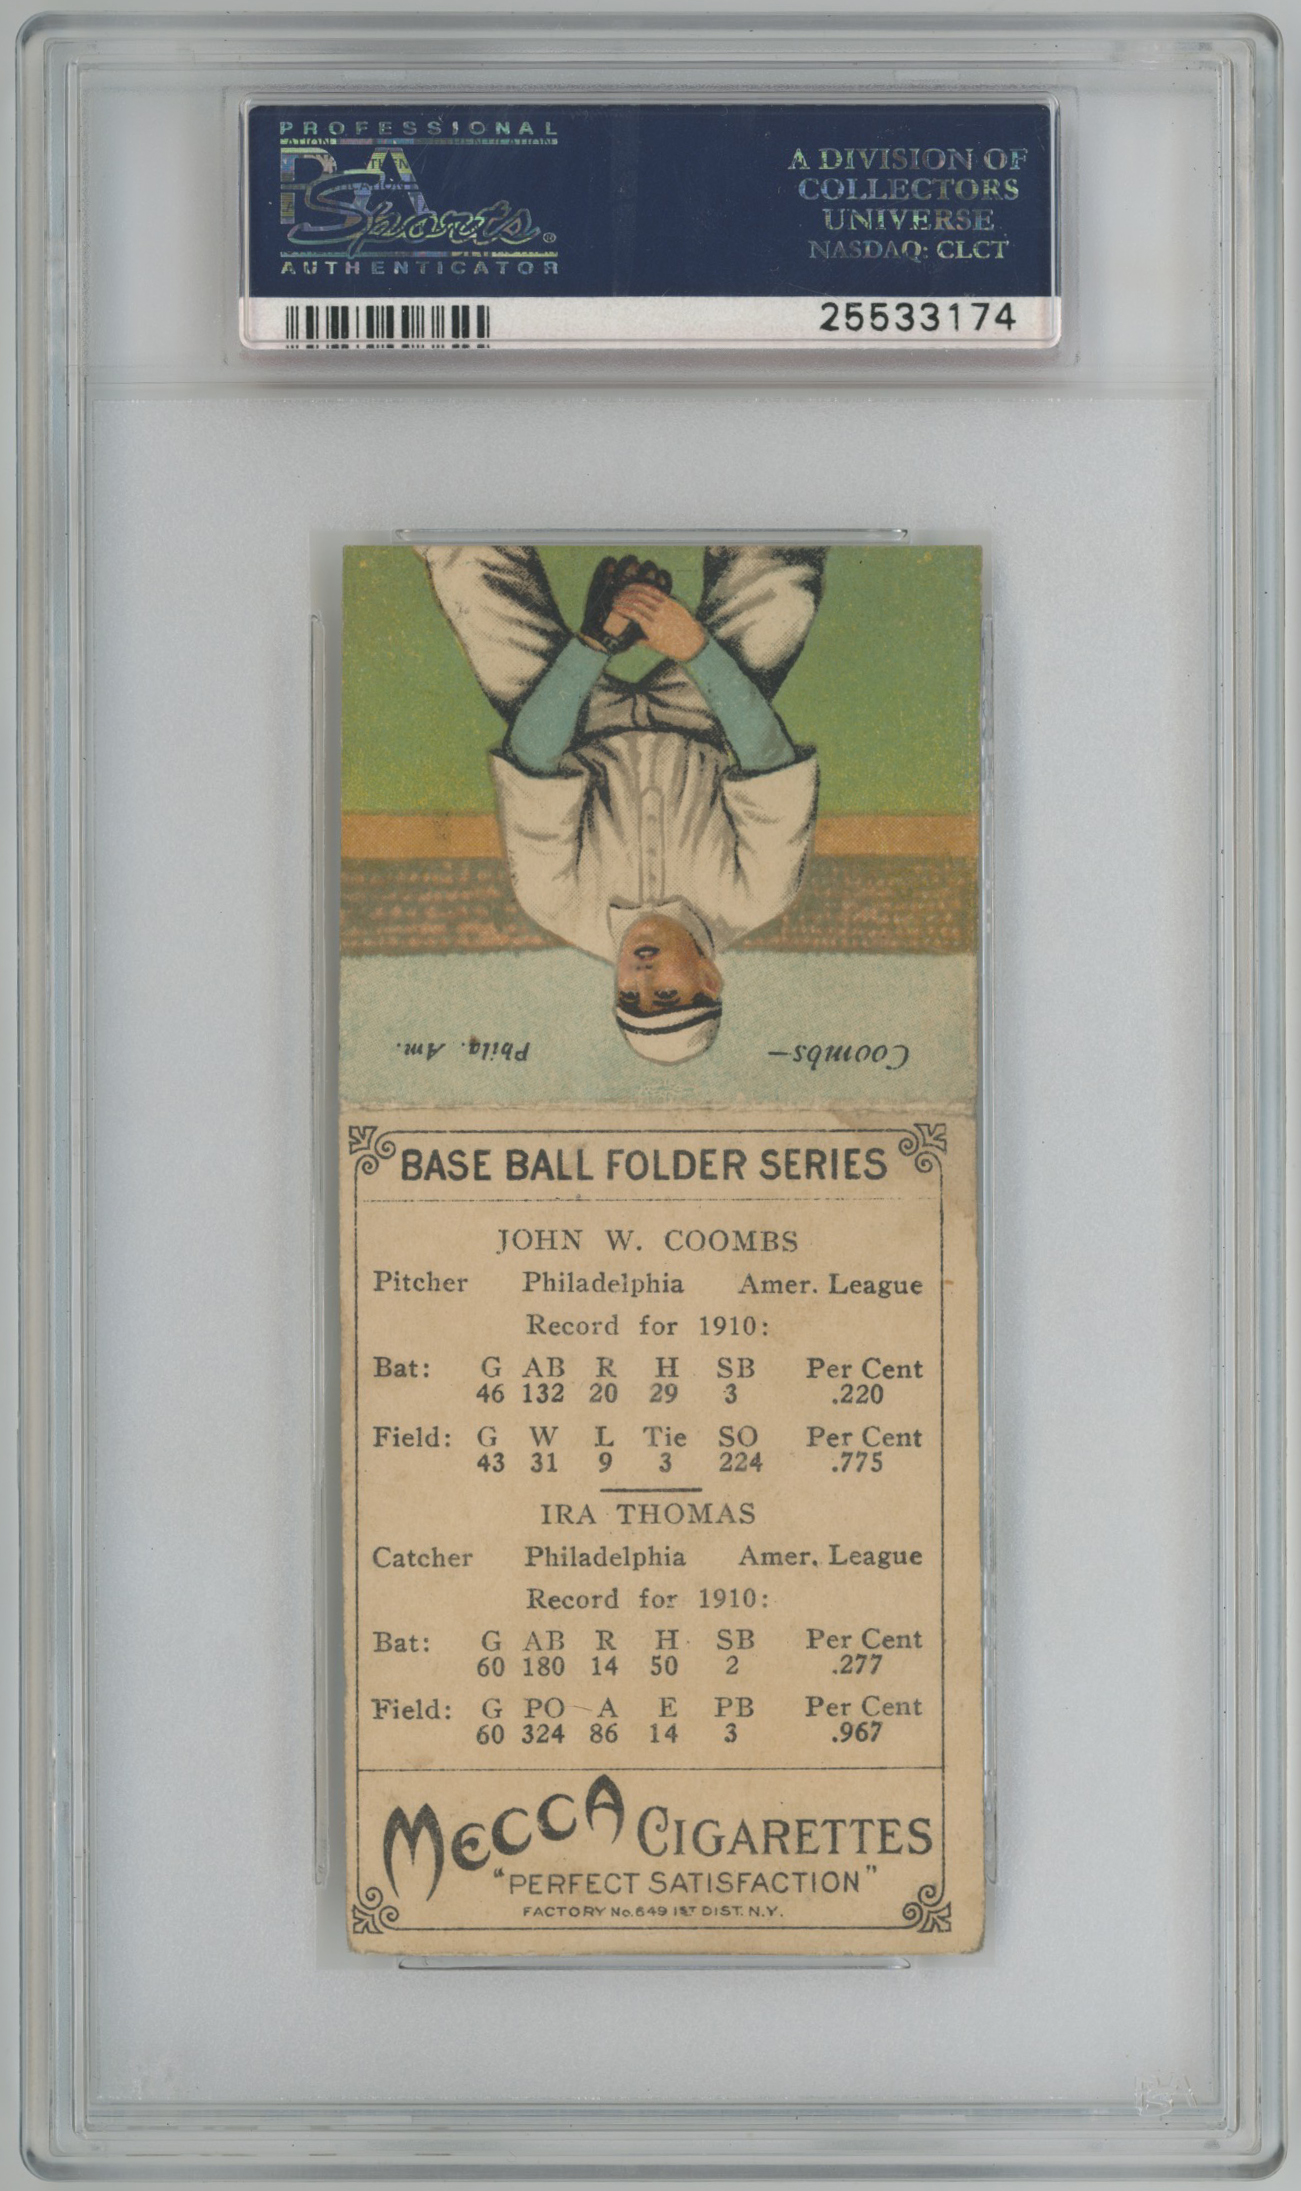 PROFESSIONAL
PSA
Sports®
AUTHENTICATOR
A DIVISION OF
COLLECTORS
UNIVERSE
NASDAQ: CLCT
25533174
Coombs— Phila. Am.
BASE BALL FOLDER SERIES
JOHN W. COOMBS
Pitcher Philadelphia Amer. League
Record for 1910:
Bat: G AB R H SB Per Cent
46 132 20 29 3 .220
Field: G W L Tie SO Per Cent
43 31 9 3 224 .775
IRA THOMAS
Catcher Philadelphia Amer. League
Record for 1910:
Bat: G AB R H SB Per Cent
60 180 14 50 2 .277
Field: G PO A E PB Per Cent
60 324 86 14 3 .967
MECCA CIGARETTES
"PERFECT SATISFACTION"
FACTORY No. 649 1ST DIST. N.Y.
PSA